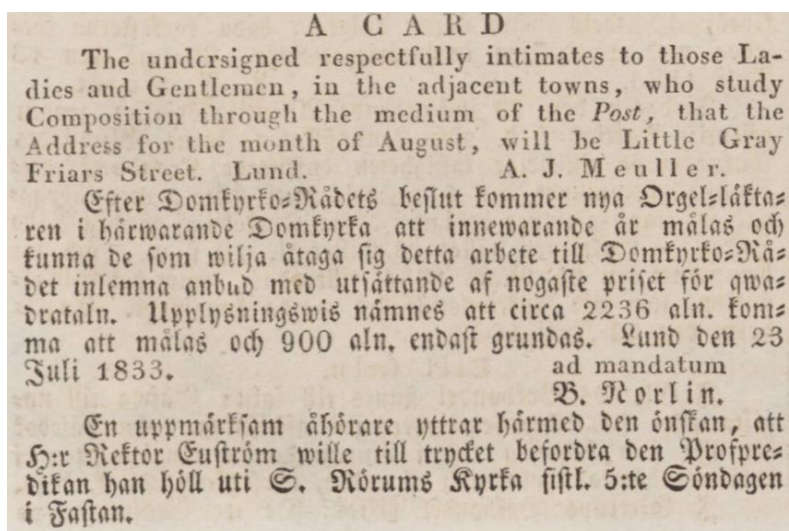 A CARD
The undersigned respectfully intimates to those La-
dies and Gentlemen, in the adjacent towns, who study
Composition through the medium of the Post, that the
Address for the month of August, will be Little Gray
Friars Street. Lund. A. J. Meuller.
Efter Domkyrko-Rådets beslut kommer nya Orgel-läkta-
ren i härwarande Domkyrka att innewarande år målas och
kunna de som wilja åtaga sig detta arbete till Domkyrko-Rå-
det inlemna anbud med utsättande af nogaste priset för qwa-
drataln. Upplysningswis nämnes att circa 2236 aln. kom-
ma att målas och 900 aln. endast grundas. Lund den 23
Juli 1833. ad mandatum
B. Norlin.
En uppmärksam åhörare yttrar härmed den önskan, att
H:r Rektor Euström wille till trycket befordra den Profpre-
dikan han höll uti S. Rörums Kyrka sistl. 5:te Söndagen
i Fastan.